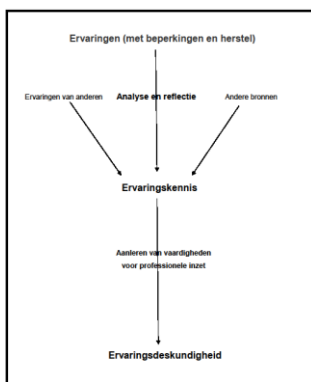 Ervaringen (met beperkingen en herstel)
Ervaringen van anderen
Analyse en reflectie
Andere bronnen
Ervaringskennis
Aanleren van vaardigheden
voor professionele inzet
Ervaringsdeskundigheid